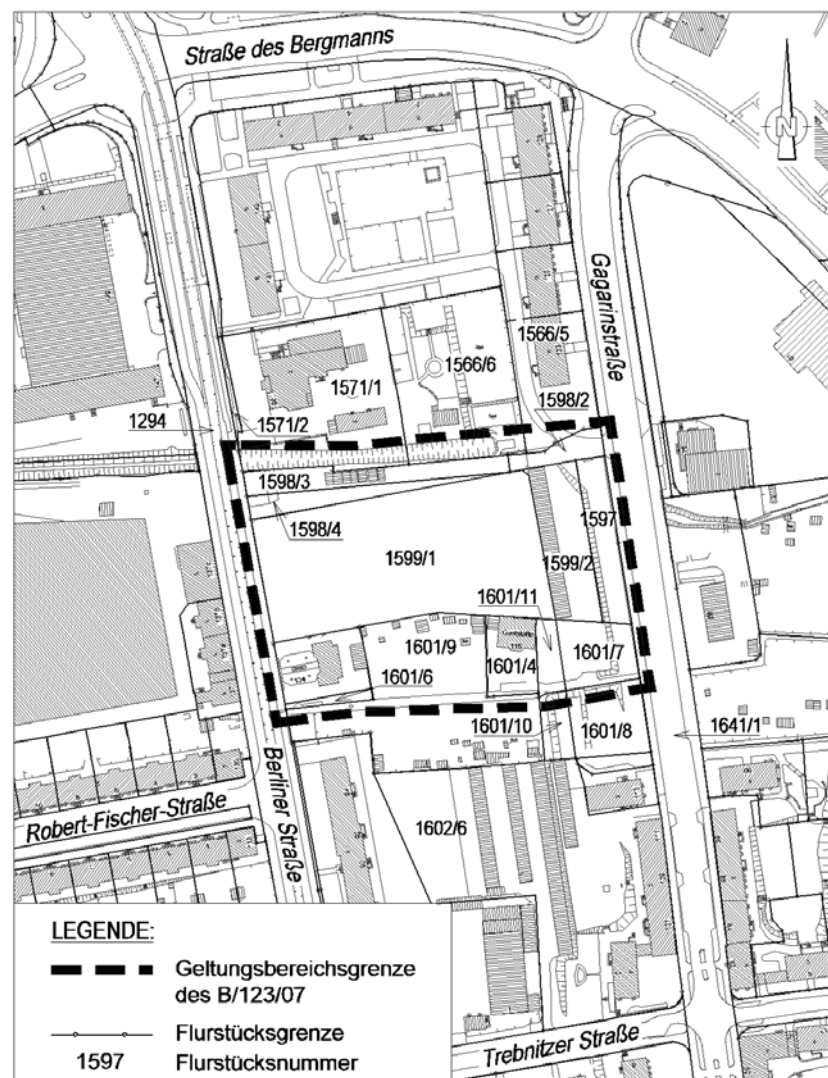 Straße des Bergmanns
N
Gagarinstraße
1566/5
1566/6
1571/1
1598/2
1294
1571/2
1598/3
1597
1598/4
1599/1
1599/2
1601/11
1601/9
1601/7
1601/4
1601/6
1601/10
1601/8
1641/1
Berliner Straße
Robert-Fischer-Straße
1602/6
LEGENDE:
Geltungsbereichsgrenze
des B/123/07
Flurstücksgrenze
1597 Flurstücksnummer
Trebnitzer Straße